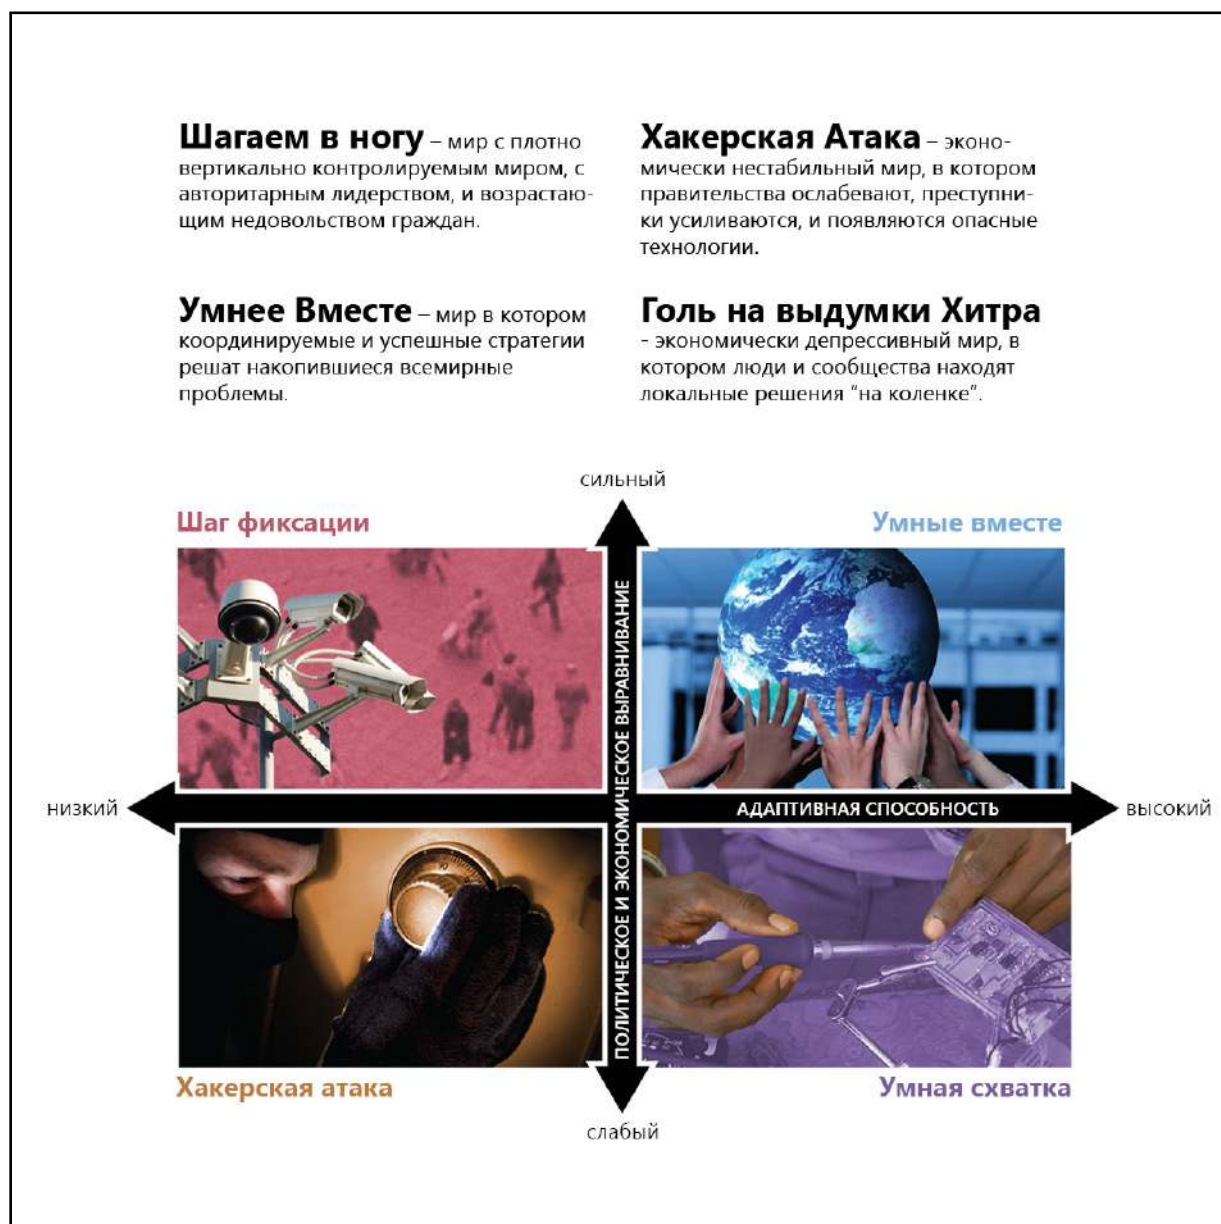 Шагаем в ногу – мир с плотно
вертикально контролируемым миром, с
авторитарным лидерством, и возрастаю-
щим недовольством граждан.
Хакерская Атака – эконо-
мически нестабильный мир, в котором
правительства ослабевают, преступни-
ки усиливаются, и появляются опасные
технологии.
Умнее Вместе – мир в котором
координируемые и успешные стратегии
решат накопившиеся всемирные
проблемы.
Голь на выдумки Хитра
- экономически депрессивный мир, в
котором люди и сообщества находят
локальные решения “на коленке”.
сильный
Шаг фиксации
Умные вместе
ПОЛИТИЧЕСКОЕ И ЭКОНОМИЧЕСКОЕ ВЫРАВНИВАНИЕ
низкий
АДАПТИВНАЯ СПОСОБНОСТЬ
высокий
Хакерская атака
Умная схватка
слабый